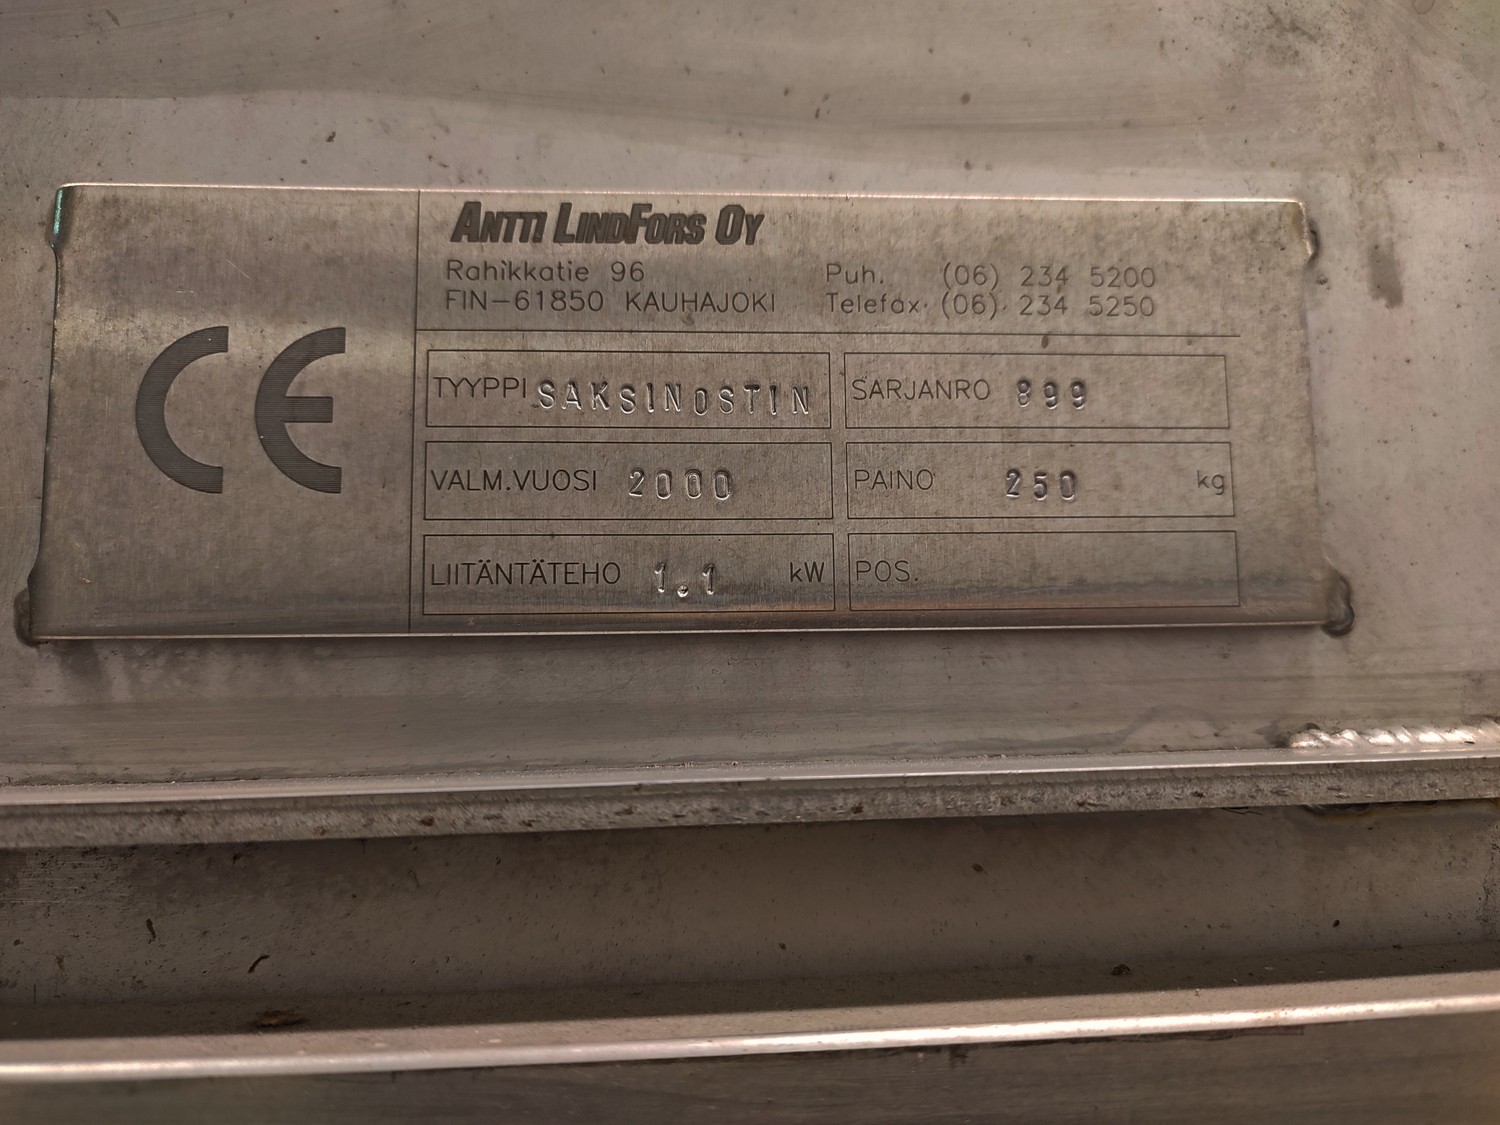 CE
ANTTI LINDFORS OY
Rahikkatie 96 Puh. (06) 234 5200
FIN-61850 KAUHAJOKI Telefax. (06) 234 5250
TYYPPI SAKSINOSTIN SARJANRO 899
VALM.VUOSI 2000 PAINO 250 kg
LIITÄNTÄTEHO 1.1 kW POS.